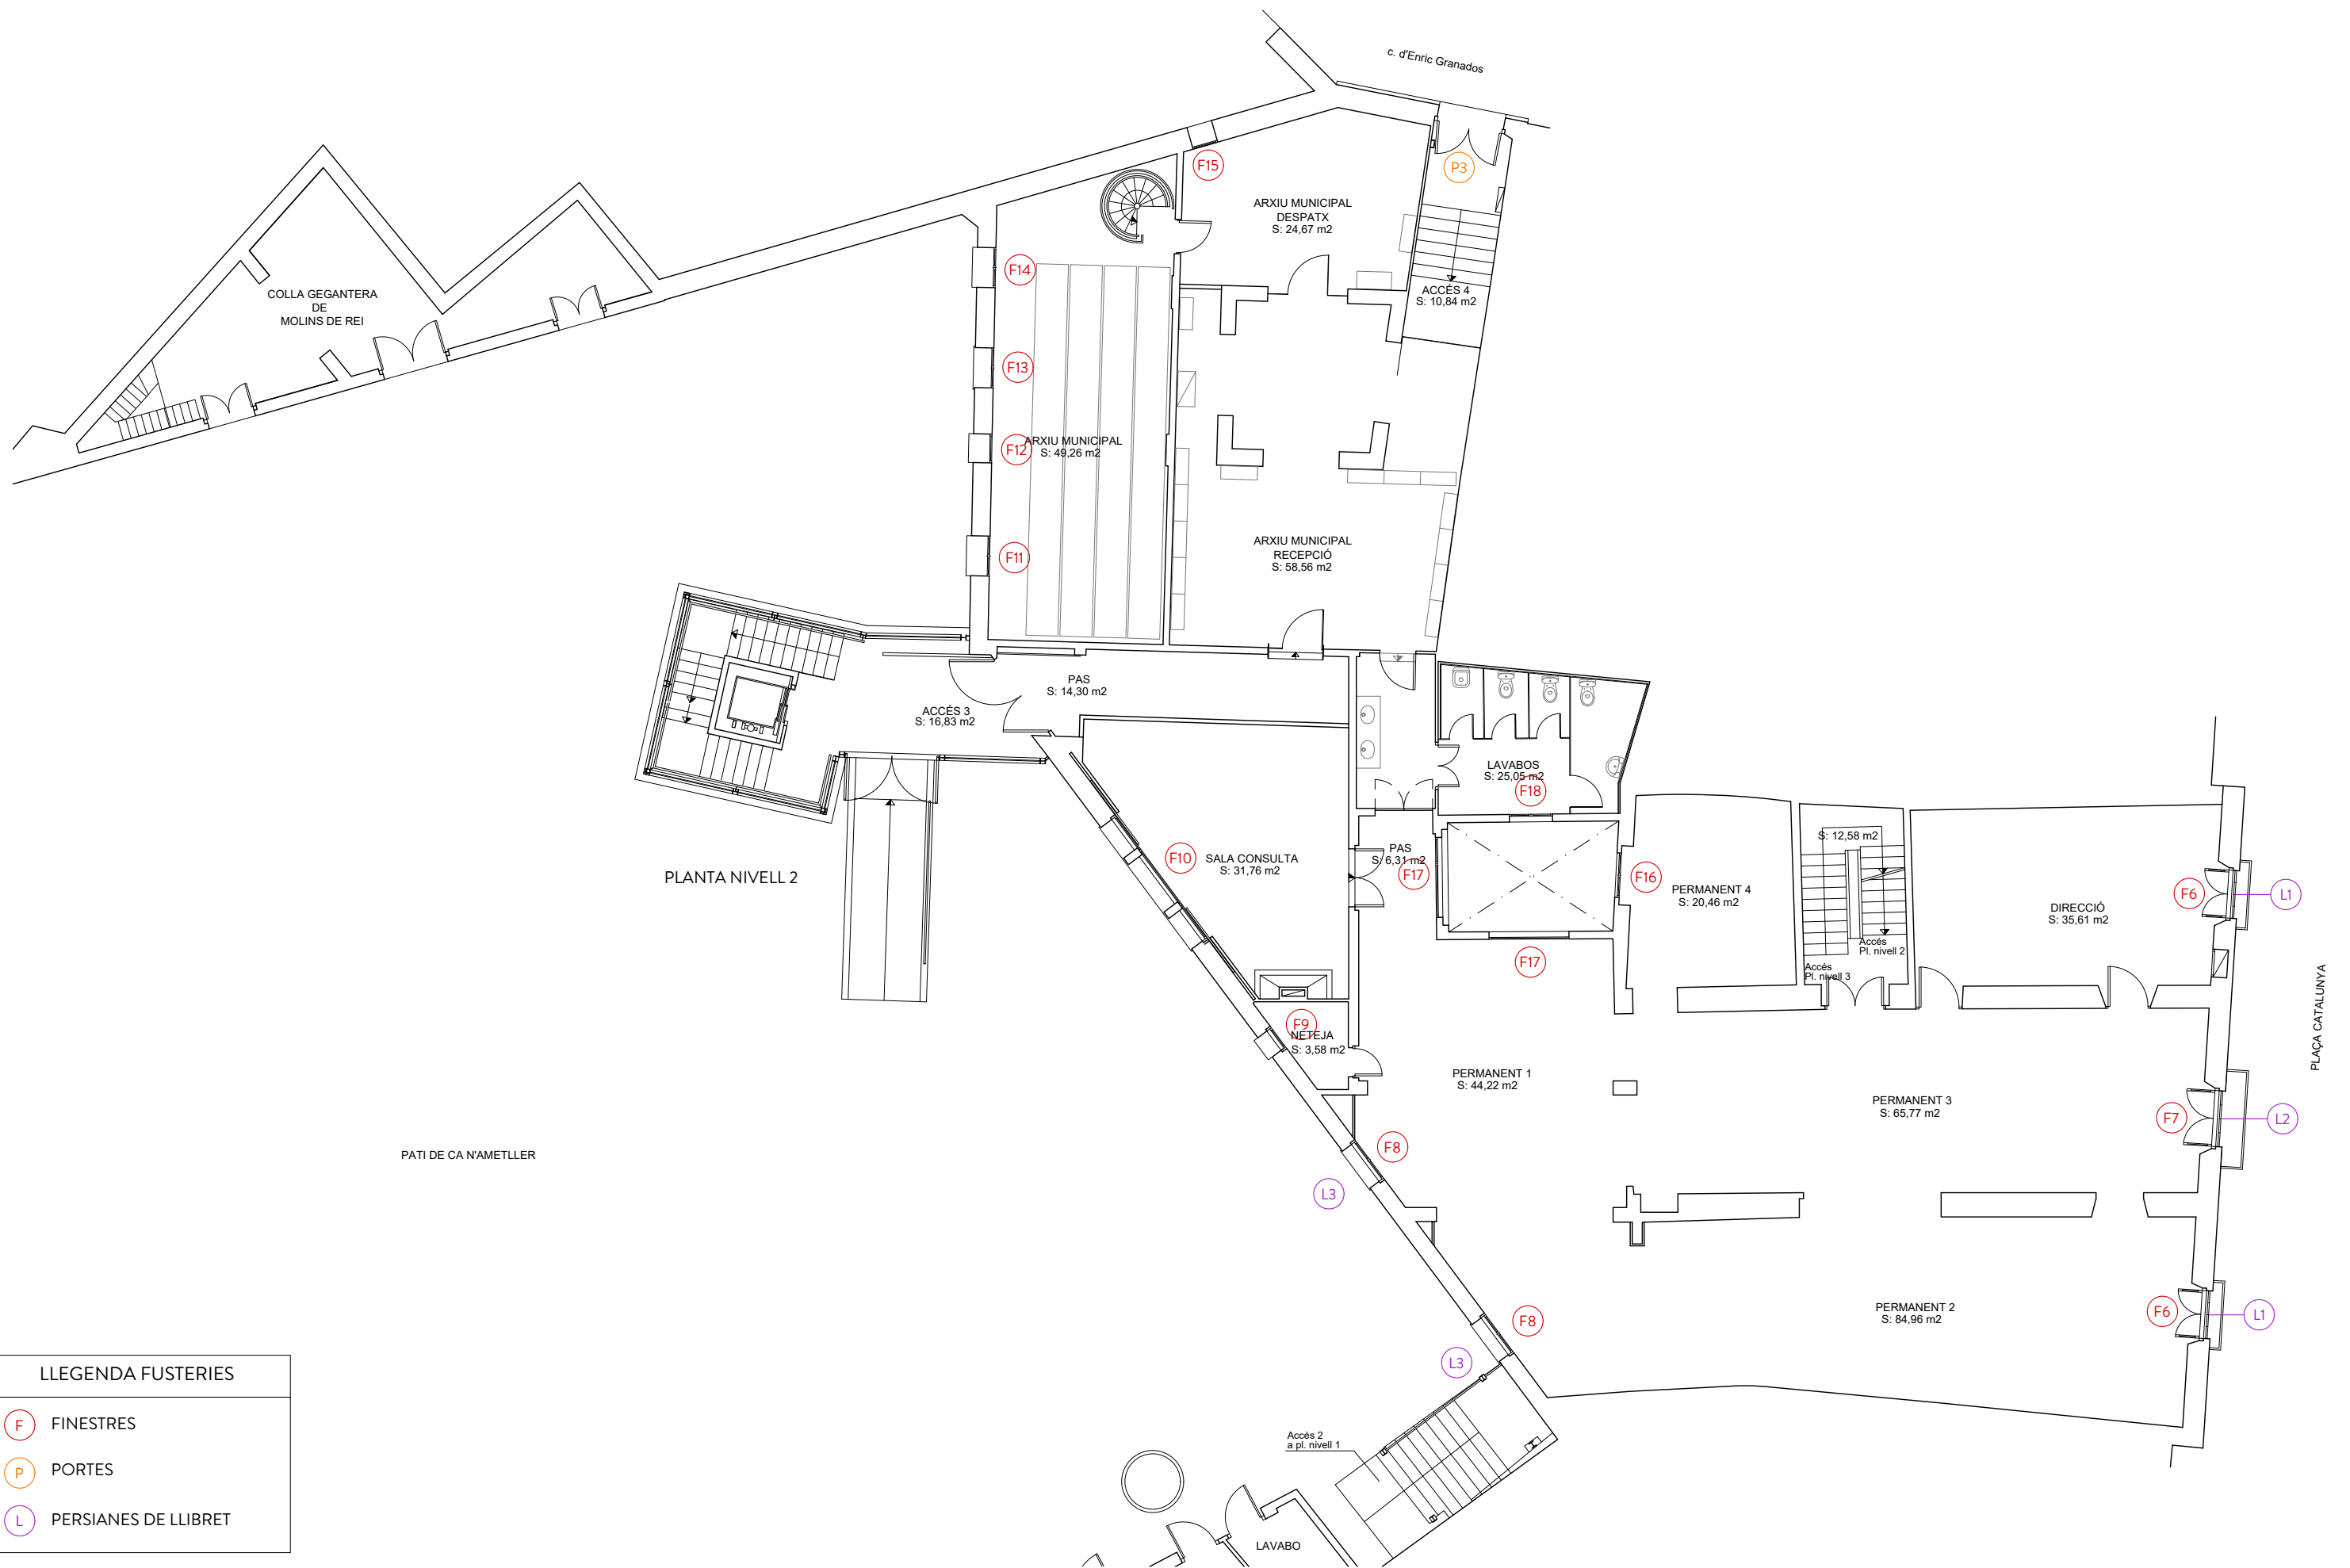 c. d'Enric Granados
P3
F15
ARXIU MUNICIPAL
DESPATX
S: 24,67 m2
F14
ACCÉS 4
S: 10,84 m2
COLLA GEGANTERA
DE
MOLINS DE REI
F13
F12
ARXIU MUNICIPAL
S: 49,26 m2
F11
ARXIU MUNICIPAL
RECEPCIÓ
S: 58,56 m2
PAS
S: 14,30 m2
ACCÉS 3
S: 16,83 m2
LAVABOS
S: 25,05 m2
F18
S: 12,58 m2
PLANTA NIVELL 2
F10
SALA CONSULTA
S: 31,76 m2
PAS
S: 6,31 m2
F17
F16
PERMANENT 4
S: 20,46 m2
F6
L1
DIRECCIÓ
S: 35,61 m2
Accés
Pl. nivell 2
Accés
Pl. nivell 3
F17
PLAÇA CATALUNYA
F9
NETEJA
S: 3,58 m2
PERMANENT 1
S: 44,22 m2
PERMANENT 3
S: 65,77 m2
F7
L2
PATI DE CA N'AMETLLER
F8
L3
PERMANENT 2
S: 84,96 m2
F6
L1
F8
L3
LLEGENDA FUSTERIES
F FINESTRES
P PORTES
L PERSIANES DE LLIBRET
Accés 2
a pl. nivell 1
LAVABO